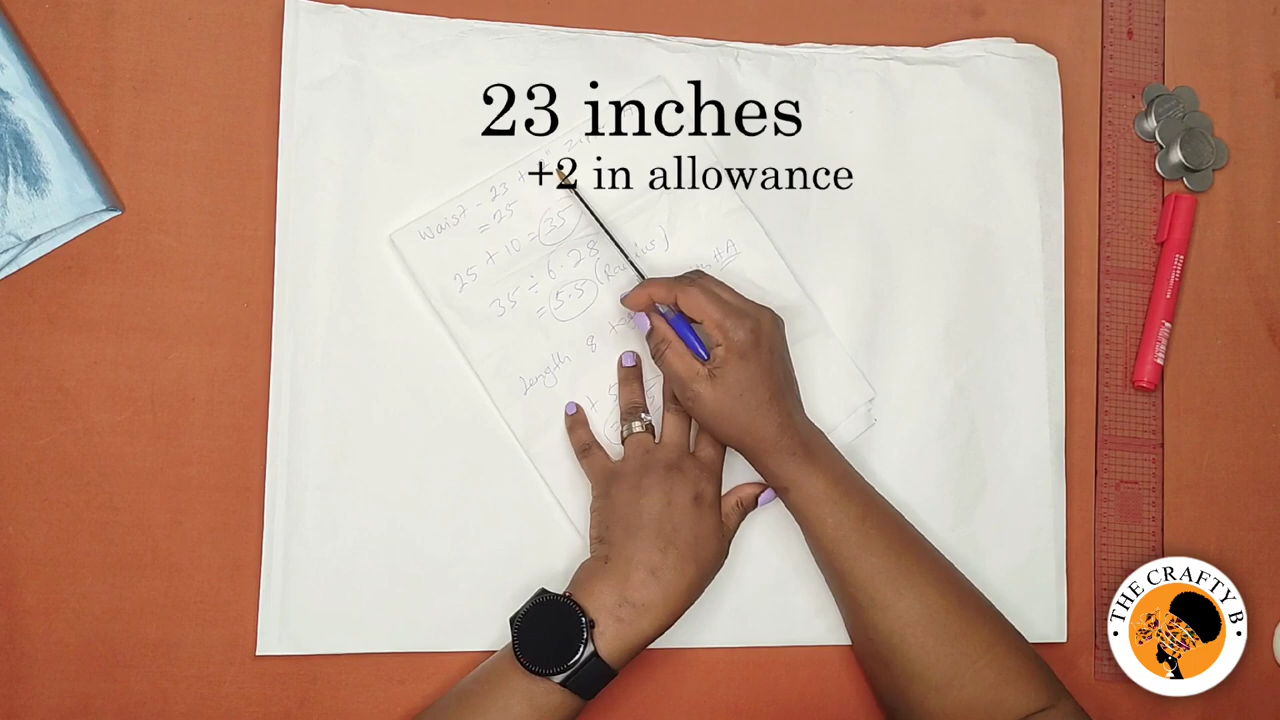 23 inches
+2 in allowance
Waist - 23 +
= 25
25 + 10 = 35
35 ÷ 6.28
= 5.5 (Radius)
Length 8
+ 5
THE CRAFTY B